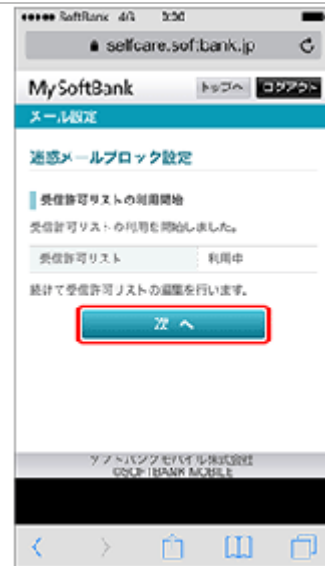 SoftBank 4G 5:50
selfcare.softbank.jp
My SoftBank トップへ ログアウト
メール設定
迷惑メールブロック設定
受信許可リストの利用開始
受信許可リストの利用を開始しました。
受信許可リスト 利用中
続けて受信許可リストの編集を行います。
次 へ
ソフトバンクモバイル株式会社
©SOFTBANK MOBILE